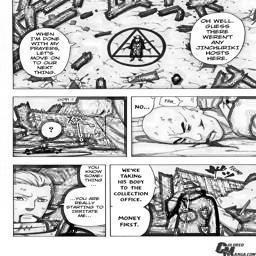 OH WELL.
GUESS
THERE
WERENT
ANY
JINCHURIKI
HOSTS
HERE.
WHEN
I'M DONE
WITH MY
PRAYERS,
LET'S
MOVE ON
TO OUR
NEXT
THING.
NO...
?
WE'RE
TAKING
HIS BODY
TO THE
COLLECTION
OFFICE.
MONEY
FIRST.
YOU
KNOW
SOME-
THING
...YOU
ARE REALLY
STARTING TO
IRRITATE
ME...